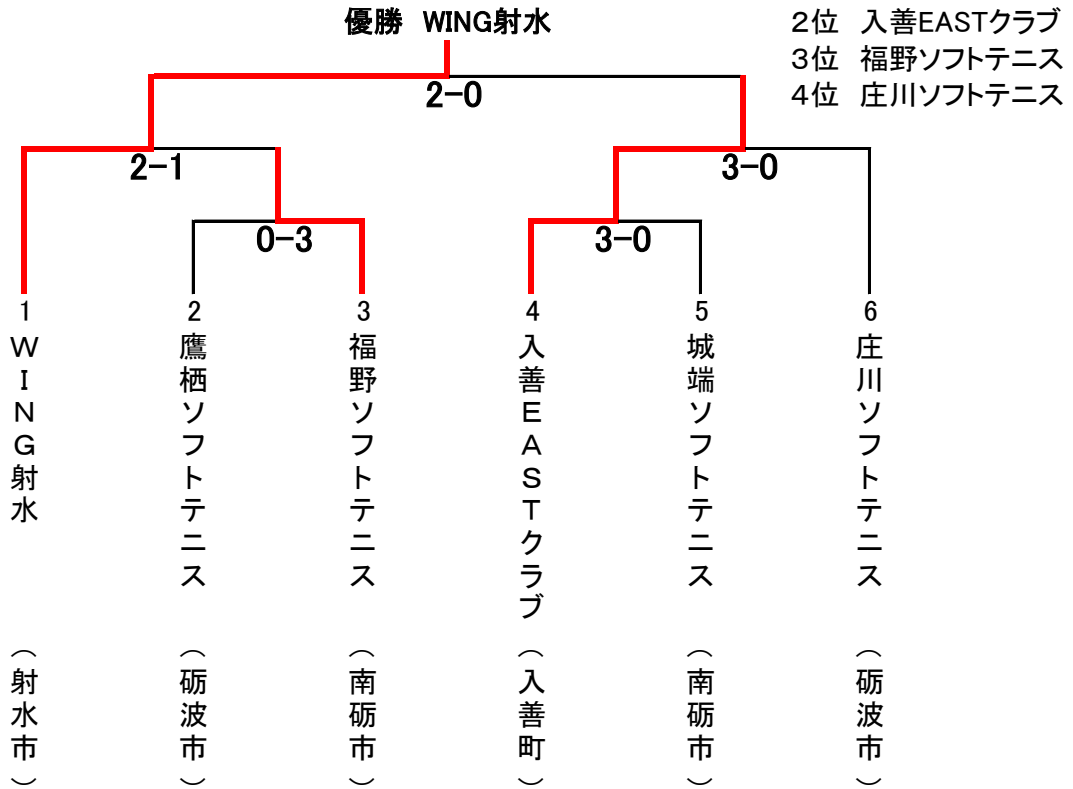 優勝　WING射水
２位　入善EASTクラブ
３位　福野ソフトテニス
４位　庄川ソフトテニス
2−0
2−1
3−0
0−3
3−0
1
2
3
4
5
6
ＷＩＮＧ射水（射水市）
鷹栖ソフトテニス（砺波市）
福野ソフトテニス（南砺市）
入善ＥＡＳＴクラブ（入善町）
城端ソフトテニス（南砺市）
庄川ソフトテニス（砺波市）